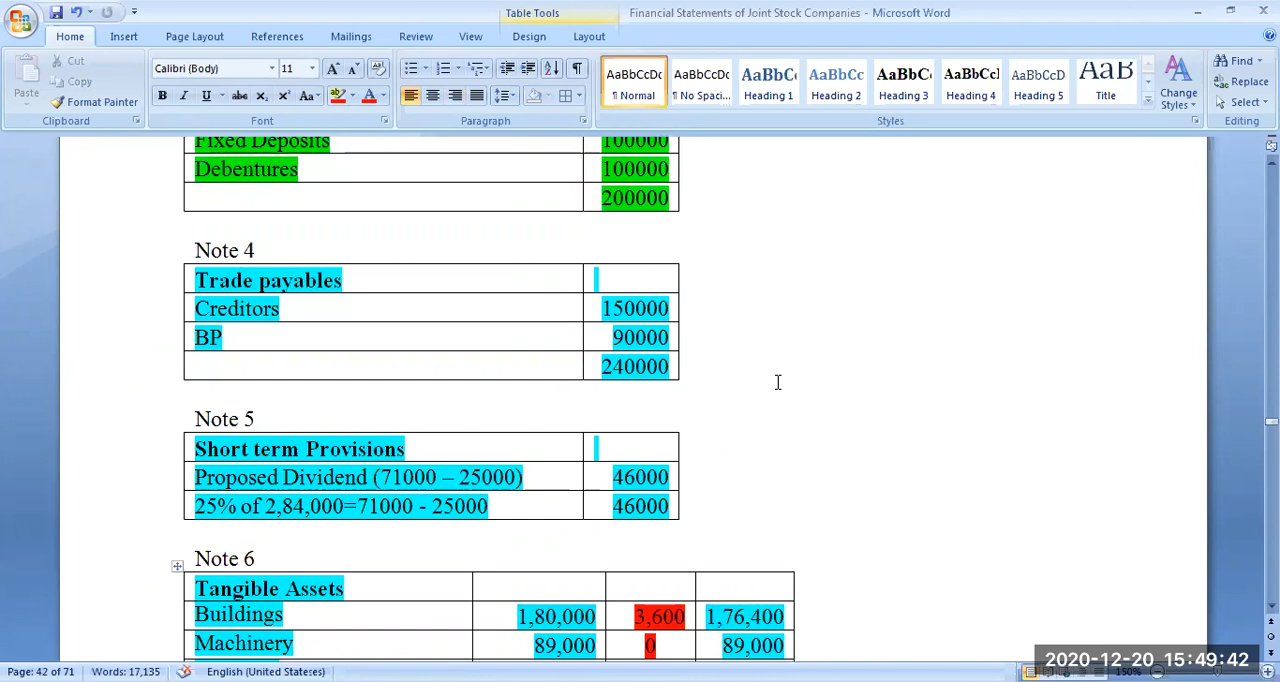 Table Tools
Financial Statements of Joint Stock Companies - Microsoft Word
Home Insert Page Layout References Mailings Review View Design Layout
Paste
Cut
Copy
Format Painter
Clipboard
Calibri (Body) 11
B I U abc X₂ X² Aa
Font
Paragraph
AaBbCcDc
¶ Normal
AaBbCcDc
¶ No Spaci...
AaBbC
Heading 1
AaBbCc
Heading 2
AaBbCc
Heading 3
AaBbCcI
Heading 4
AaBbCcD
Heading 5
AaB
Title
Change
Styles
Styles
Find
Replace
Select
Editing
Fixed Deposits 100000
Debentures 100000
200000
Note 4
Trade payables
Creditors 150000
BP 90000
240000
Note 5
Short term Provisions
Proposed Dividend (71000 – 25000) 46000
25% of 2,84,000=71000 - 25000 46000
Note 6
Tangible Assets
Buildings 1,80,000 3,600 1,76,400
Machinery 89,000 0 89,000
Page: 42 of 71 Words: 17,135 English (United States)
2020-12-20 15:49:42
150%